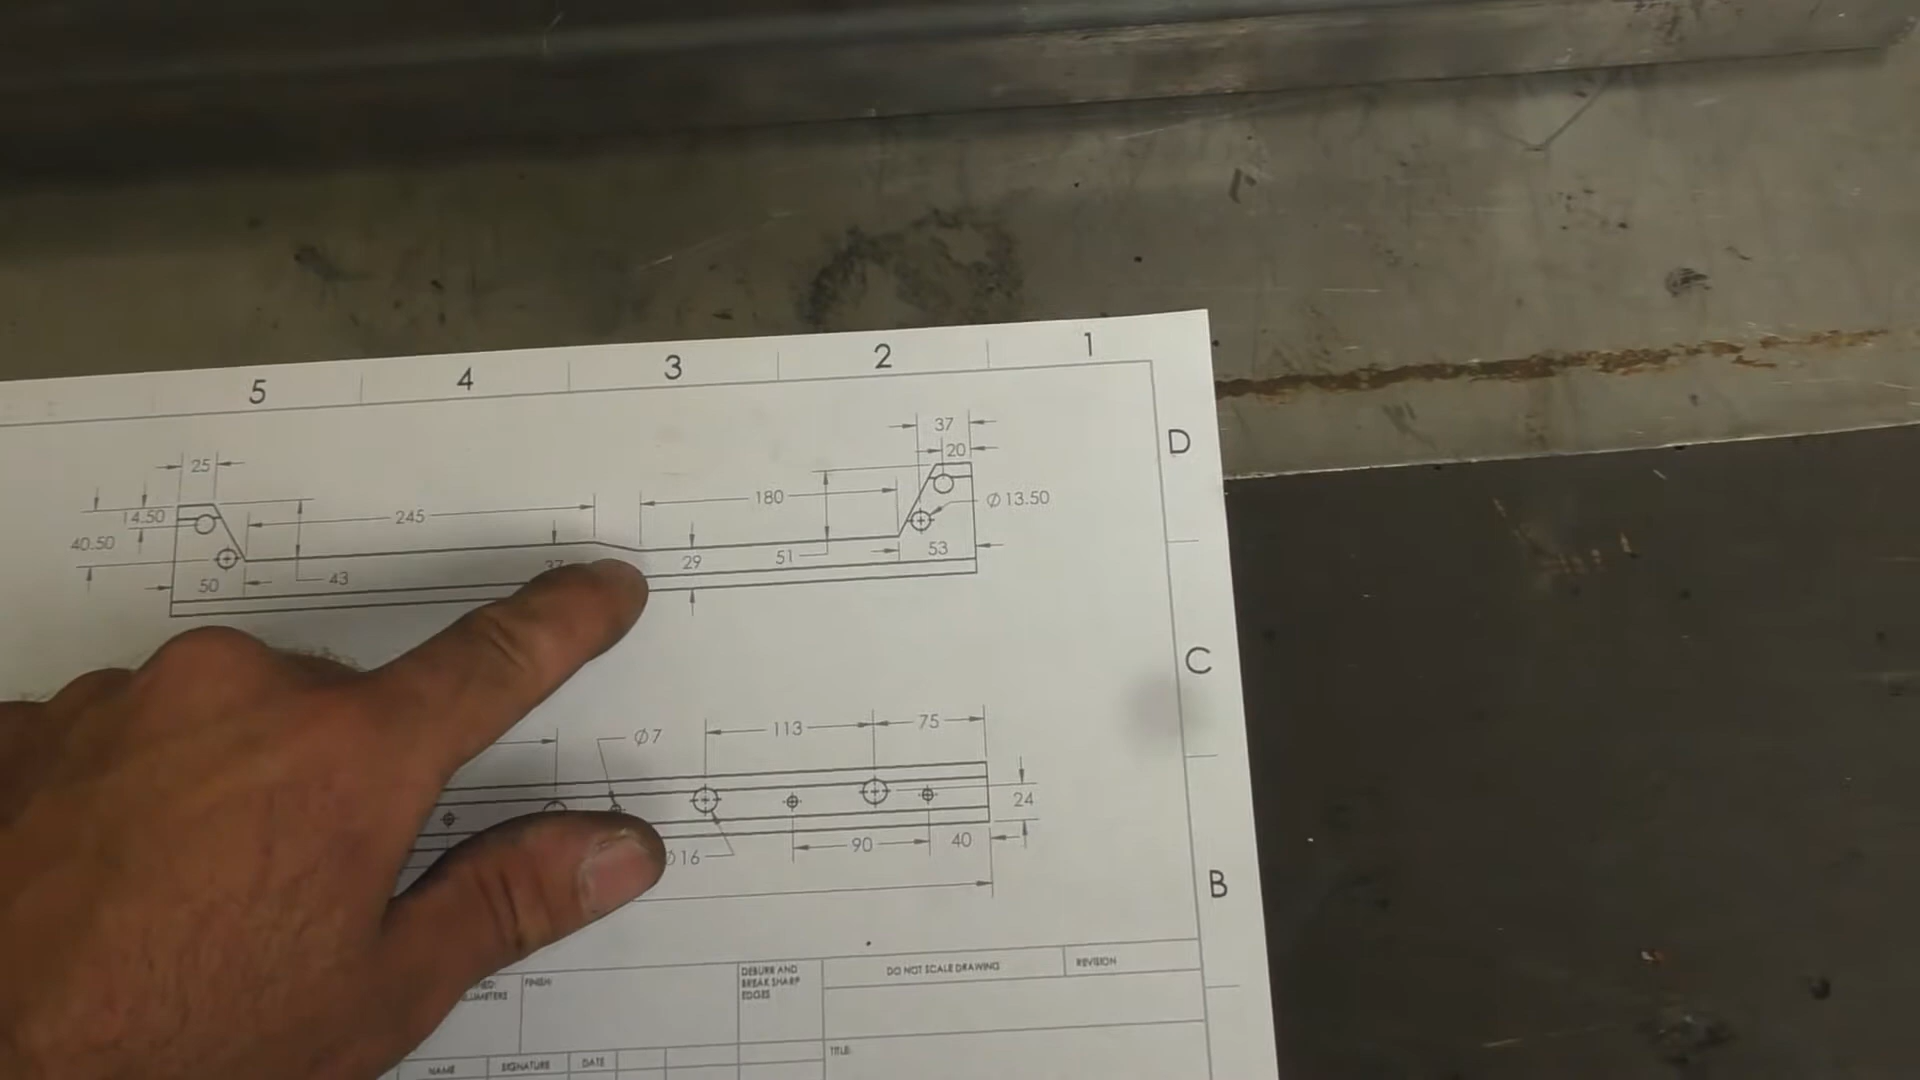 5 4 3 2 1
D
37
20
25
180
Ø13.50
245
14.50
40.50
53
51
29
37
43
50
C
75
113
Ø7
24
40
90
Ø16
B
DEBURR AND
BREAK SHARP
EDGES
DO NOT SCALE DRAWING
REVISION
FINISH:
TITLE:
NAME
SIGNATURE
DATE